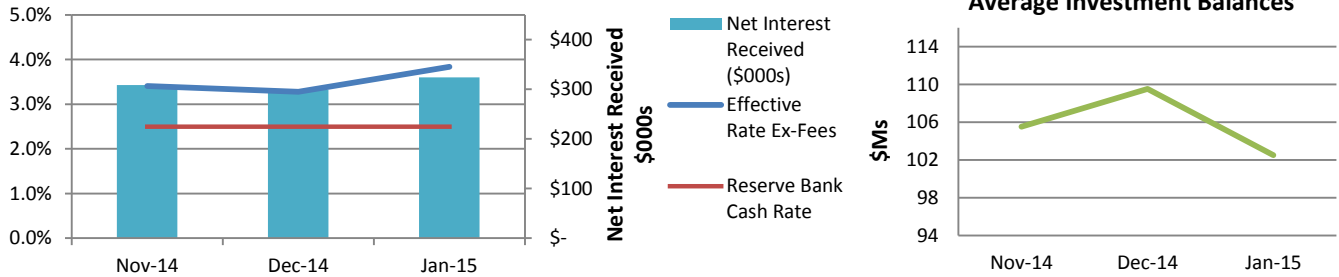 5.0%
4.0%
3.0%
2.0%
1.0%
0.0%
Nov-14
Dec-14
Jan-15
$400
$300
$200
$100
$-
Net Interest Received
$000s
Net Interest
Received
($000s)
Effective
Rate Ex-Fees
Reserve Bank
Cash Rate
Average Investment Balances
$Ms
114
110
106
102
98
94
Nov-14
Dec-14
Jan-15